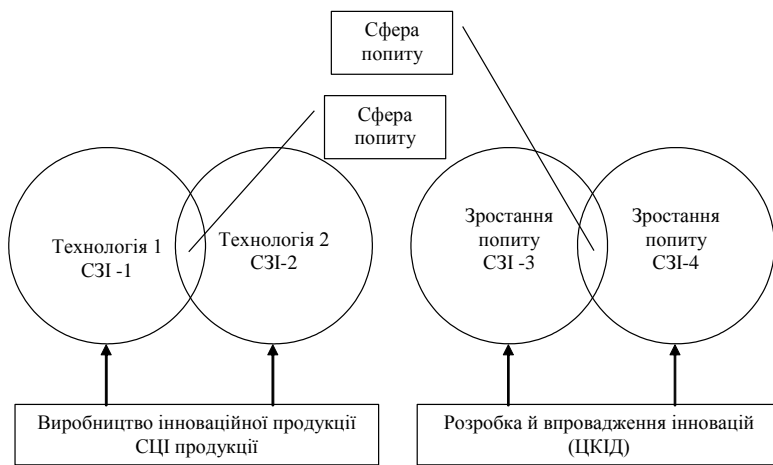 Сфера
попиту
Сфера
попиту
Технологія 1
СЗІ -1
Технологія 2
СЗІ-2
Зростання
попиту
СЗІ -3
Зростання
попиту
СЗІ-4
Виробництво інноваційної продукції
СЦІ продукції
Розробка й впровадження інновацій
(ЦКІД)